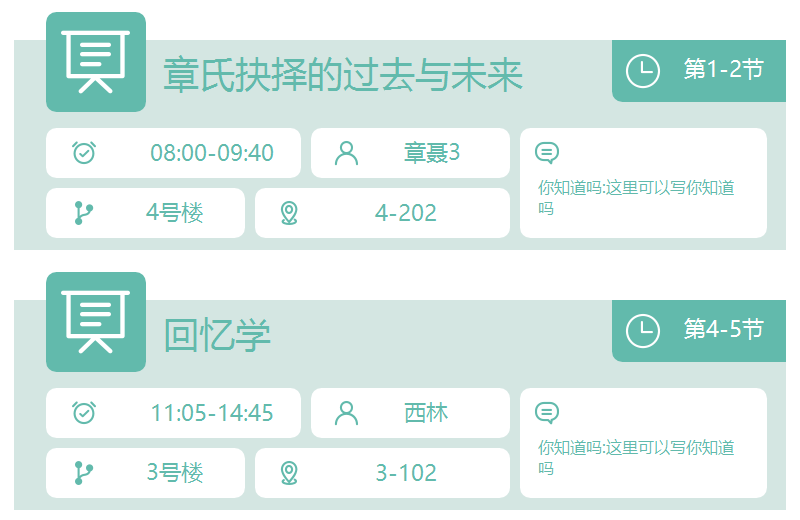 章氏抉择的过去与未来
第1-2节
08:00-09:40
章聂3
你知道吗:这里可以写你知道
吗
4号楼
4-202
回忆学
第4-5节
11:05-14:45
西林
你知道吗:这里可以写你知道
吗
3号楼
3-102